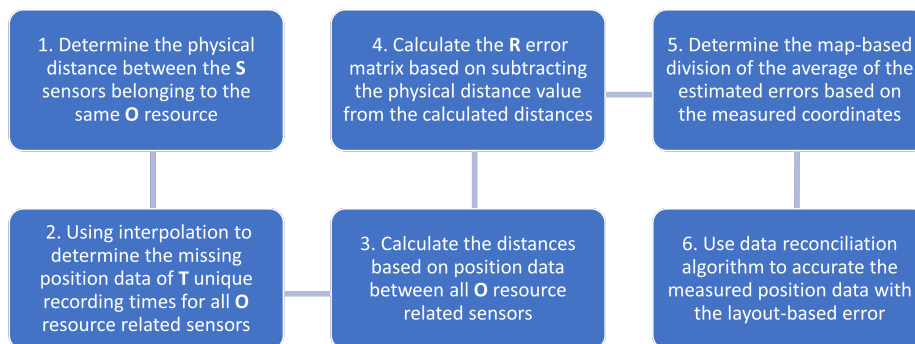 1. Determine the physical
distance between the S
sensors belonging to the
same O resource
2. Using interpolation to
determine the missing
position data of T unique
recording times for all O
resource related sensors
3. Calculate the distances
based on position data
between all O resource
related sensors
4. Calculate the R error
matrix based on subtracting
the physical distance value
from the calculated distances
5. Determine the map-based
division of the average of the
estimated errors based on
the measured coordinates
6. Use data reconciliation
algorithm to accurate the
measured position data with
the layout-based error